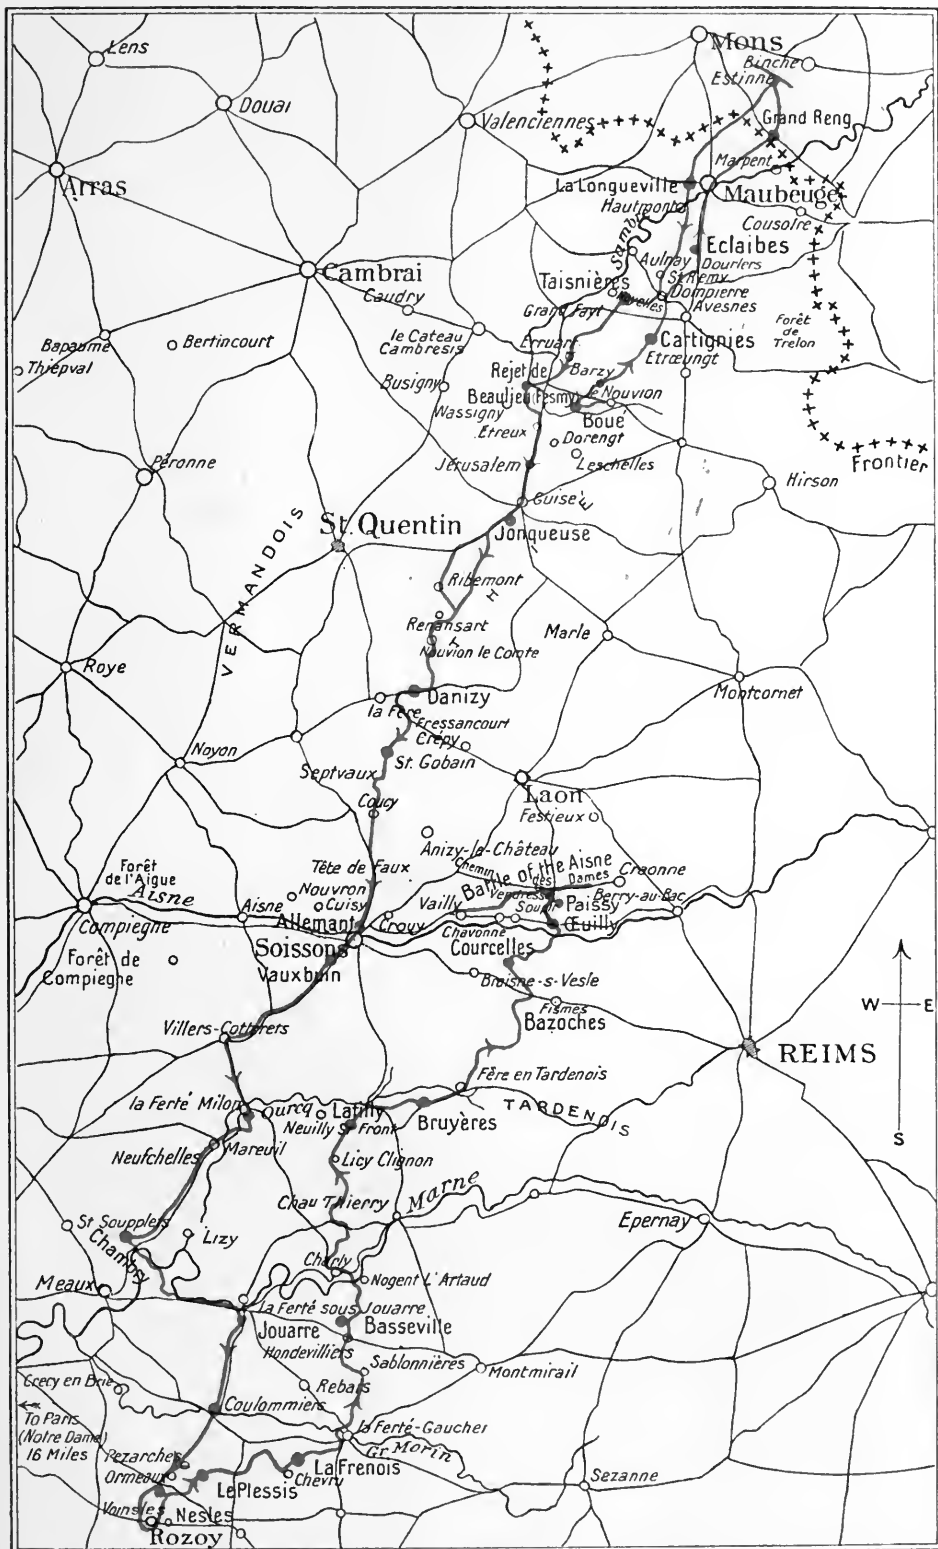 Lens
Mons
Binche
Estinne
Douai
Valenciennes
Grand Reng
Arras
Marpent
La Longueville
Maubeuge
Hautmont
Cousolre
Sambre
Eclaibes
Cambrai
Aulnay
Dourlers
St Remy
Taisnières
Dompierre
Caudry
Grand Fayt
Noyelles
Avesnes
Bapaume
Bertincourt
le Cateau
Cambresis
Erruart
Cartignies
Forêt
de
Trelon
Etrœungt
Thiepval
Busigny
Rejet de
Barzy
Beaulieu (Fesmy)
le Nouvion
Wassigny
Boué
Etreux
Dorengt
Frontier
Péronne
Jérusalem
Leschelles
Hirson
Guise
VERMANDOIS
St. Quentin
Jonqueuse
THIÉ
Ribemont
Renansart
Marle
Nouvion le Comte
Roye
Montcornet
Danizy
la Fère
Fressancourt
Noyon
Crépy
St. Gobain
Septvaux
Laon
Coucy
Festieux
Anizy-le-Château
Forêt
de l'Aigue
Tête de Faux
Chemin des Dames
Craonne
Battle of the Aisne
Aisne
Nouvron
Cuisy
Vendresse
Paissy
Berry-au-Bac
Vailly
Soupir
Aisne
Allemant
Crouy
Chavonne
Œuilly
Compiegne
Soissons
Courcelles
Forêt de
Compiegne
Vauxbuin
Braisne-s-Vesle
W
E
Fismes
Bazoches
Villers-Cotterets
REIMS
Fère en Tardenois
la Ferté Milon
Ourcq
Latilly
TARDENOIS
Neuilly St Front
Bruyères
S
Neufchelles
Mareuil
Licy Clignon
Chau Thierry
Marne
St Soupplets
Lizy
Epernay
Chambry
Charly
Meaux
Nogent L'Artaud
la Ferté sous Jouarre
Jouarre
Basseville
Hondevilliers
Sablonnières
Montmirail
Crecy en Brie
Rebais
Coulommiers
To Paris
(Notre Dame)
16 Miles
la Ferté-Gaucher
Gr Morin
Pezarches
Ormeaux
La Frenois
Chevru
Sezanne
Le Plessis
Voinsles
Nesles
Rozoy